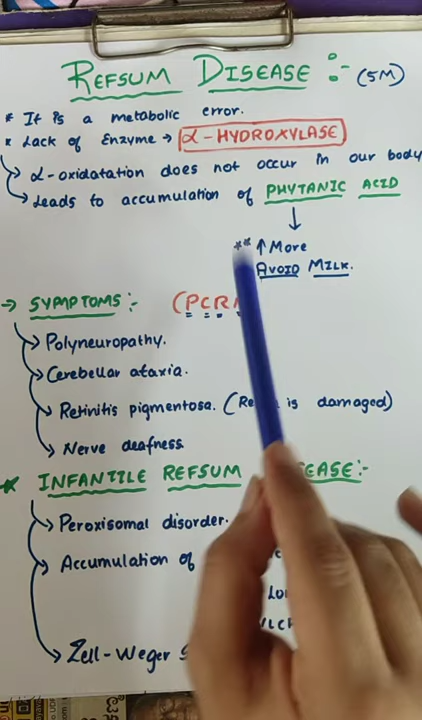 REFSUM DISEASE :- (5M)
* It is a metabolic error.
* Lack of Enzyme → α-HYDROXYLASE
α-oxidatation does not occur in our body
Leads to accumulation of PHYTANIC ACID
↓
** ↑ More
AVOID MILK.
→ SYMPTOMS: (PCR
Polyneuropathy.
Cerebellar ataxia.
Retinitis pigmentosa. (Re is damaged)
Nerve deafness
* INFANTILE REFSUM EASE:-
Peroxisomal disorder.
Accumulation of
Zell-Weger S